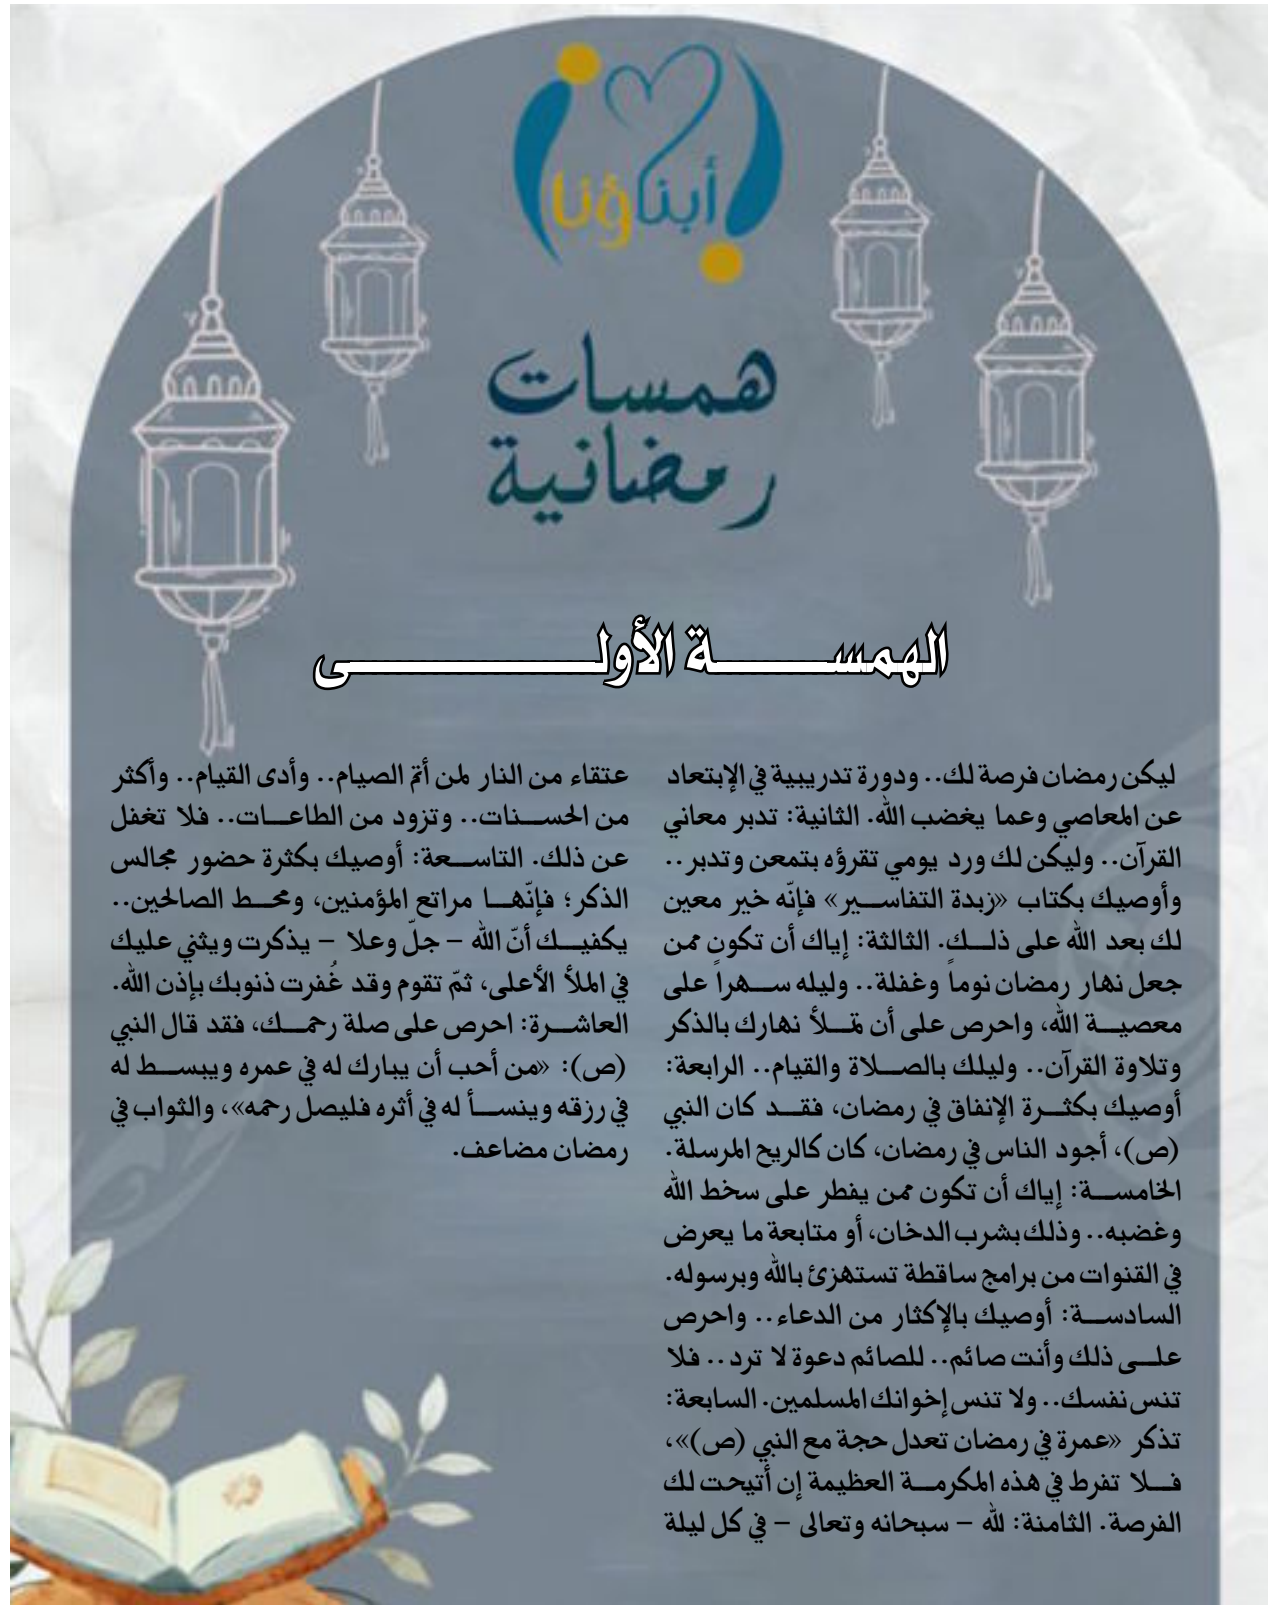 أبناؤنا
همسات
رمضانية
الهمسة الأولى
ليكن رمضان فرصة لك.. ودورة تدريبية في الإبتعاد
عن المعاصي وعما يغضب الله. الثانية: تدبر معاني
القرآن.. وليكن لك ورد يومي تقرؤه بتمعن وتدبر..
وأوصيك بكتاب «زبدة التفاسير» فإنّه خير معين
لك بعد الله على ذلك. الثالثة: إياك أن تكون ممن
جعل نهار رمضان نوماً وغفلة.. وليله سهراً على
معصية الله، واحرص على أن تملأ نهارك بالذكر
وتلاوة القرآن.. وليلك بالصلاة والقيام.. الرابعة:
أوصيك بكثرة الإنفاق في رمضان، فقد كان النبي
(ص)، أجود الناس في رمضان، كان كالريح المرسلة.
الخامسة: إياك أن تكون ممن يفطر على سخط الله
وغضبه.. وذلك بشرب الدخان، أو متابعة ما يعرض
في القنوات من برامج ساقطة تستهزئ بالله وبرسوله.
السادسة: أوصيك بالإكثار من الدعاء.. واحرص
على ذلك وأنت صائم.. للصائم دعوة لا ترد.. فلا
تنس نفسك.. ولا تنس إخوانك المسلمين. السابعة:
تذكر «عمرة في رمضان تعدل حجة مع النبي (ص)»،
فلا تفرط في هذه المكرمة العظيمة إن أتيحت لك
الفرصة. الثامنة: لله – سبحانه وتعالى – في كل ليلة
عتقاء من النار لمن أتمّ الصيام.. وأدى القيام.. وأكثر
من الحسنات.. وتزود من الطاعات.. فلا تغفل
عن ذلك. التاسعة: أوصيك بكثرة حضور مجالس
الذكر؛ فإنّها مراتع المؤمنين، ومحط الصالحين..
يكفيك أنّ الله – جلّ وعلا – يذكرت ويثني عليك
في الملأ الأعلى، ثمّ تقوم وقد غُفرت ذنوبك بإذن الله.
العاشرة: احرص على صلة رحمك، فقد قال النبي
(ص): «من أحب أن يبارك له في عمره ويبسط له
في رزقه وينسأ له في أثره فليصل رحمه»، والثواب في
رمضان مضاعف.